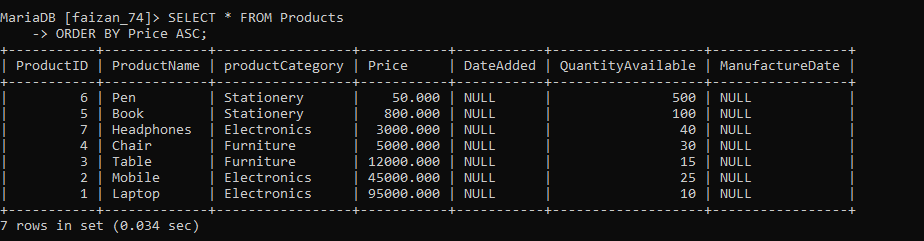 MariaDB [faizan_74]> SELECT * FROM Products
    -> ORDER BY Price ASC;
+-----------+-------------+-----------------+-----------+-----------+-------------------+-----------------+
| ProductID | ProductName | productCategory | Price     | DateAdded | QuantityAvailable | ManufactureDate |
+-----------+-------------+-----------------+-----------+-----------+-------------------+-----------------+
|         6 | Pen         | Stationery      |    50.000 | NULL      |               500 | NULL            |
|         5 | Book        | Stationery      |   800.000 | NULL      |               100 | NULL            |
|         7 | Headphones  | Electronics     |  3000.000 | NULL      |                40 | NULL            |
|         4 | Chair       | Furniture       |  5000.000 | NULL      |                30 | NULL            |
|         3 | Table       | Furniture       | 12000.000 | NULL      |                15 | NULL            |
|         2 | Mobile      | Electronics     | 45000.000 | NULL      |                25 | NULL            |
|         1 | Laptop      | Electronics     | 95000.000 | NULL      |                10 | NULL            |
+-----------+-------------+-----------------+-----------+-----------+-------------------+-----------------+
7 rows in set (0.034 sec)